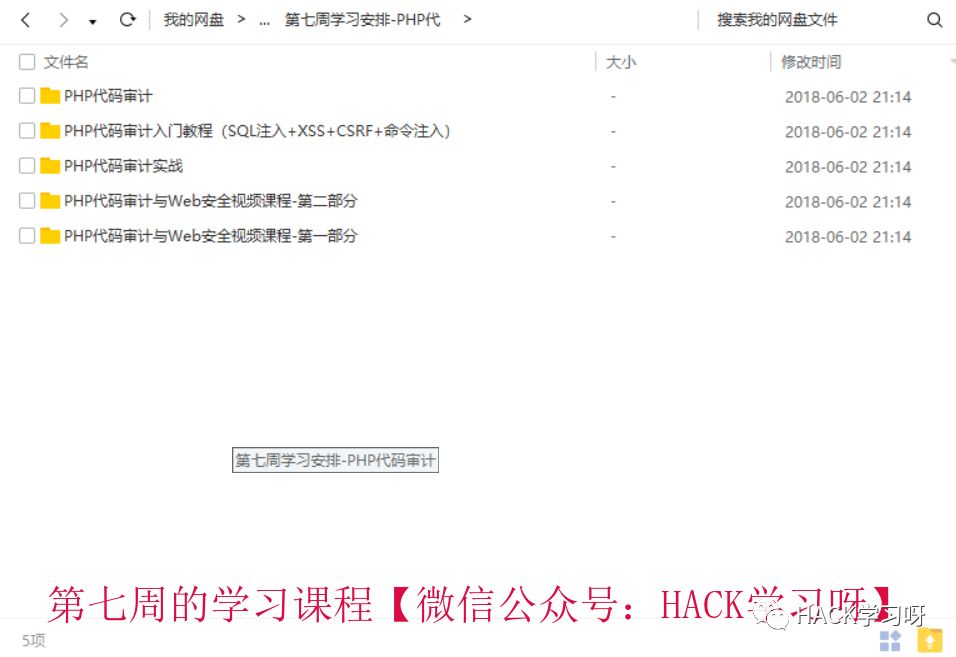 我的网盘 > ... 第七周学习安排-PHP代 > 搜索我的网盘文件
文件名 大小 修改时间
PHP代码审计 - 2018-06-02 21:14
PHP代码审计入门教程（SQL注入+XSS+CSRF+命令注入） - 2018-06-02 21:14
PHP代码审计实战 - 2018-06-02 21:14
PHP代码审计与Web安全视频课程-第二部分 - 2018-06-02 21:14
PHP代码审计与Web安全视频课程-第一部分 - 2018-06-02 21:14
第七周学习安排-PHP代码审计
第七周的学习课程【微信公众号：HACK学习呀】
HACK学习呀
5项